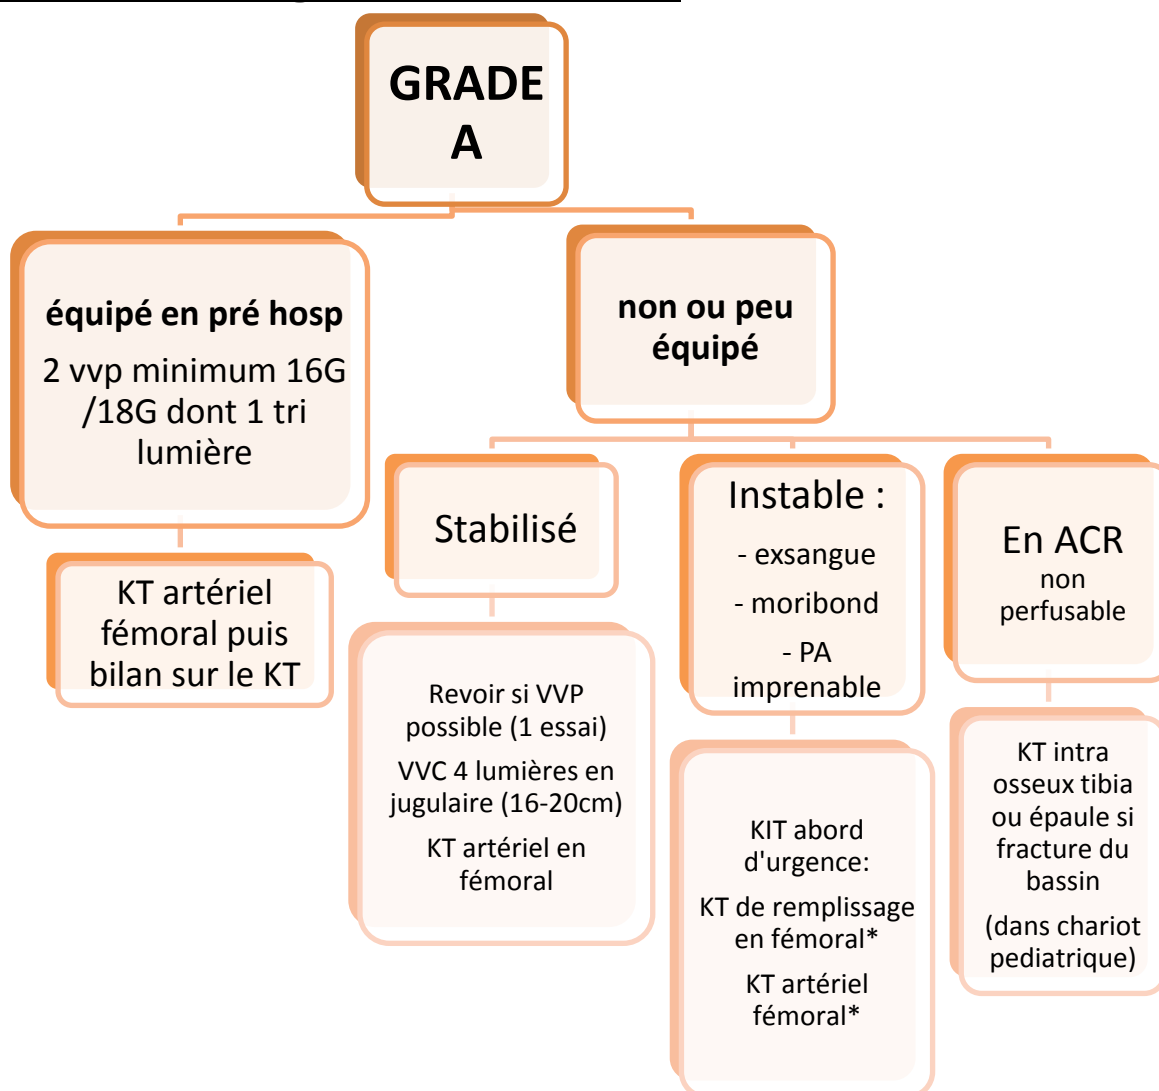 GRADE
A
équipé en pré hosp
2 vvp minimum 16G
/18G dont 1 tri
lumière
KT artériel
fémoral puis
bilan sur le KT
non ou peu
équipé
Stabilisé
Revoir si VVP
possible (1 essai)
VVC 4 lumières en
jugulaire (16-20cm)
KT artériel en
fémoral
Instable :
- exsangue
- moribond
- PA
imprenable
KIT abord
d'urgence:
KT de remplissage
en fémoral*
KT artériel
fémoral*
En ACR
non
perfusable
KT intra
osseux tibia
ou épaule si
fracture du
bassin
(dans chariot
pediatrique)